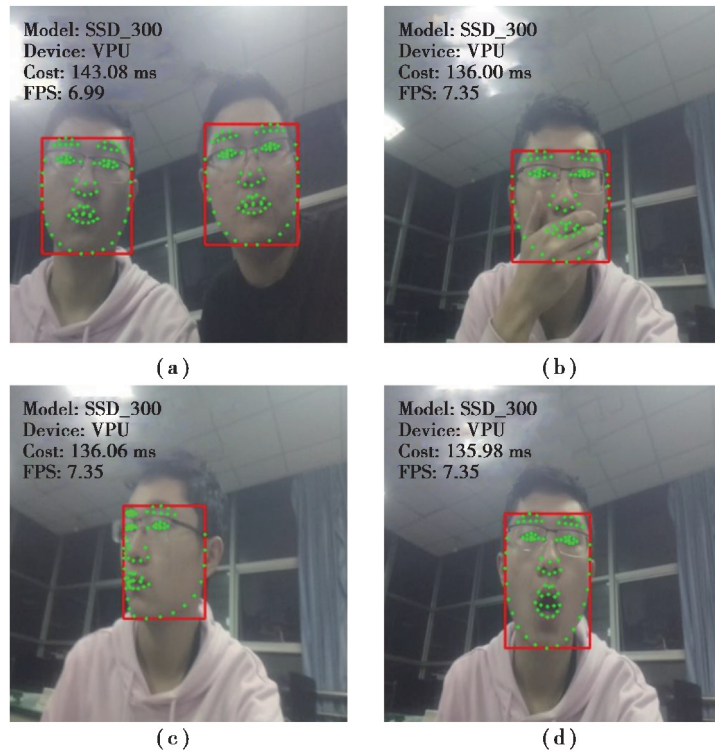 Model: SSD_300
Device: VPU
Cost: 143.08 ms
FPS: 6.99
Model: SSD_300
Device: VPU
Cost: 136.00 ms
FPS: 7.35
(a)
(b)
Model: SSD_300
Device: VPU
Cost: 136.06 ms
FPS: 7.35
Model: SSD_300
Device: VPU
Cost: 135.98 ms
FPS: 7.35
(c)
(d)